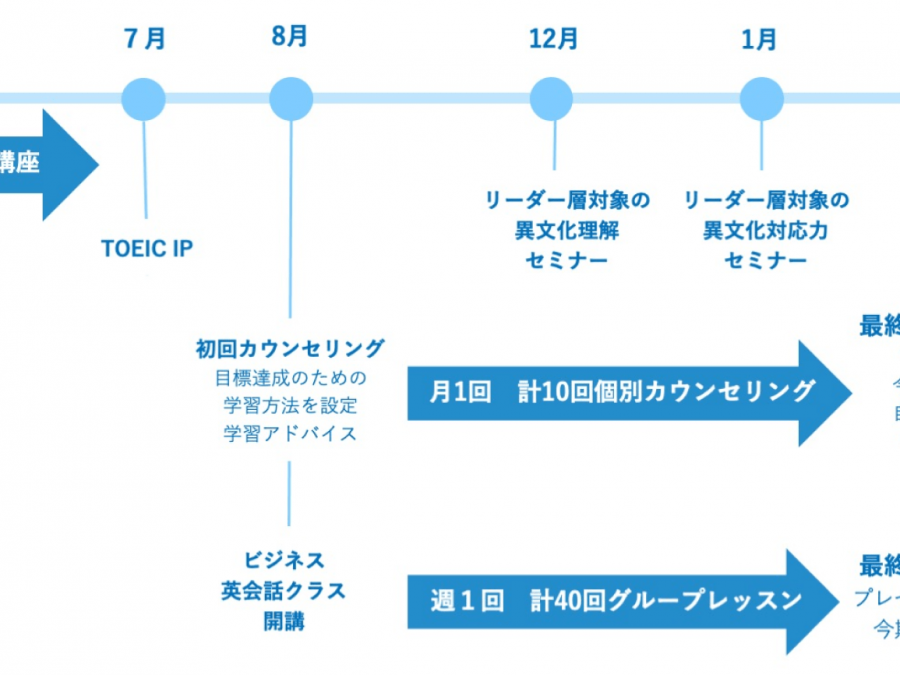 7月
8月
12月
1月
講座
TOEIC IP
リーダー層対象の
異文化理解
セミナー
リーダー層対象の
異文化対応力
セミナー
初回カウンセリング
目標達成のための
学習方法を設定
学習アドバイス
月1回 計10回個別カウンセリング
最終
ビジネス
英会話クラス
開講
週1回 計40回グループレッスン
最終
プレゼ
今期